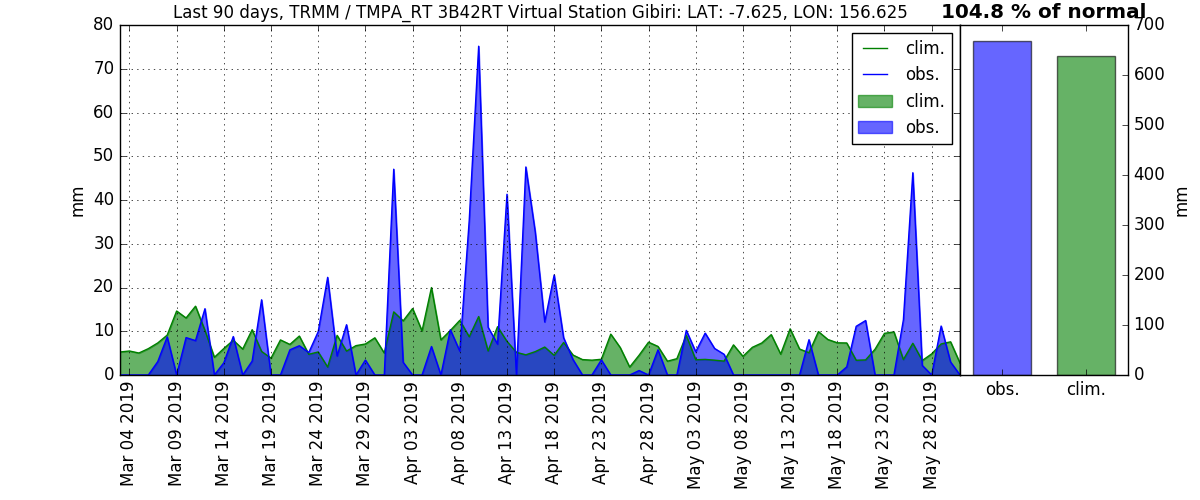 Last 90 days, TRMM / TMPA_RT 3B42RT Virtual Station Gibiri: LAT: -7.625, LON: 156.625
104.8 % of normal
80
70
60
50
40
30
20
10
0
mm
clim.
obs.
clim.
obs.
Mar 04 2019
Mar 09 2019
Mar 14 2019
Mar 19 2019
Mar 24 2019
Mar 29 2019
Apr 03 2019
Apr 08 2019
Apr 13 2019
Apr 18 2019
Apr 23 2019
Apr 28 2019
May 03 2019
May 08 2019
May 13 2019
May 18 2019
May 23 2019
May 28 2019
700
600
500
400
300
200
100
0
mm
obs.
clim.